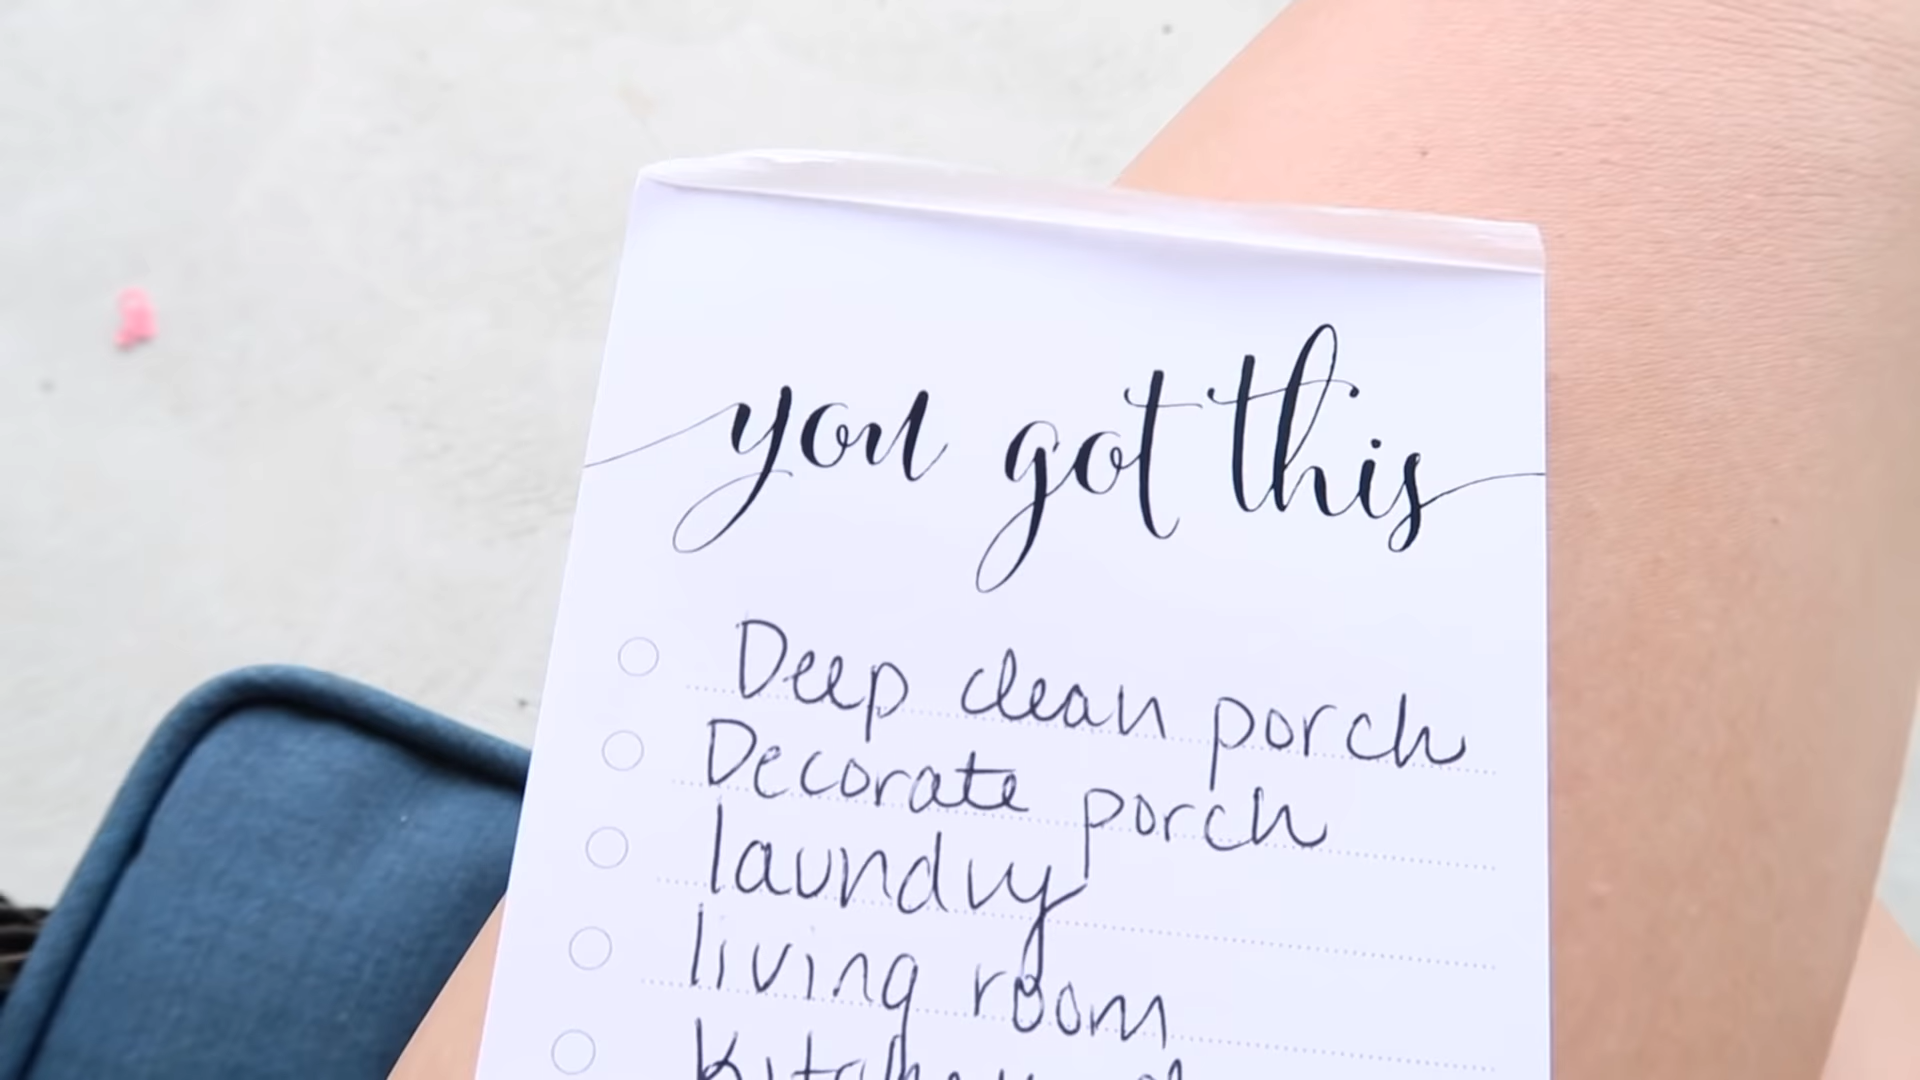 you got this
Deep clean porch
Decorate porch
laundry
living room